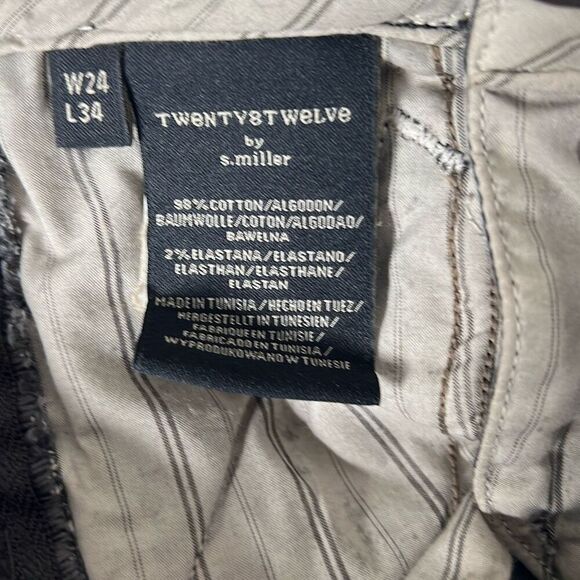 W24
L34
TWENTY8TWELVE
by
s.miller
98% COTTON/ALGODON/
BAUMWOLLE/COTON/ALGODAO/
BAWELNA
2% ELASTANA/ELASTANO/
ELASTHAN/ELASTHANE/
ELASTAN
MADE IN TUNISIA/HECHO EN TUEZ/
HERGESTELLT IN TUNESIEN/
FABRIQUE EN TUNISIE/
FABRICADO EN TUNISIA/
WYPRODUKOWANO W TUNESIE